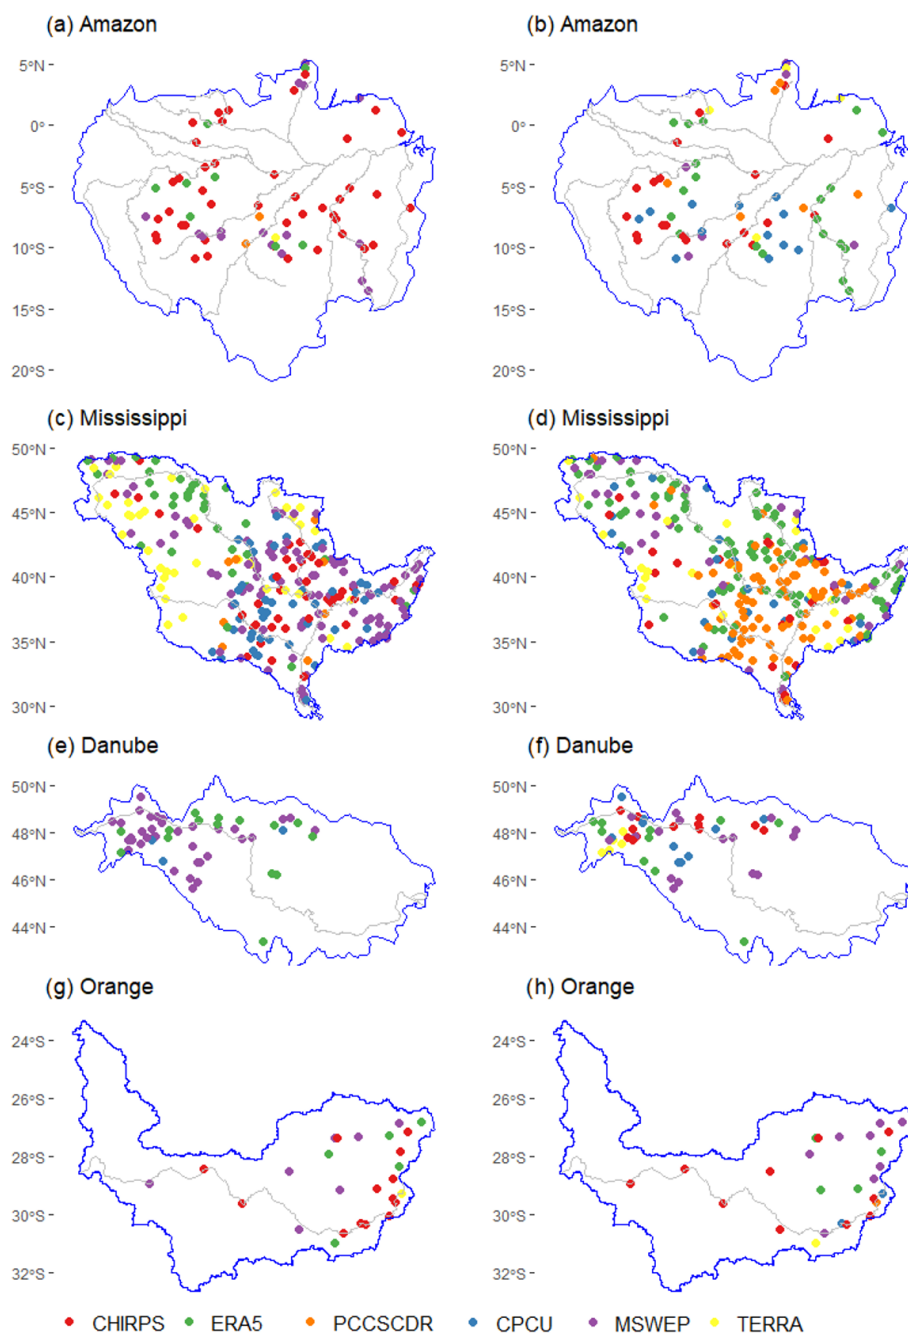 (a) Amazon
(b) Amazon
5°N
5°N
0°
0°
5°S
5°S
10°S
10°S
15°S
15°S
20°S
20°S
(c) Mississippi
(d) Mississippi
50°N
50°N
45°N
45°N
40°N
40°N
35°N
35°N
30°N
30°N
(e) Danube
(f) Danube
50°N
50°N
48°N
48°N
46°N
46°N
44°N
44°N
(g) Orange
(h) Orange
24°S
24°S
26°S
26°S
28°S
28°S
30°S
30°S
32°S
32°S
CHIRPS ERA5 PCCSCDR CPCU MSWEP TERRA